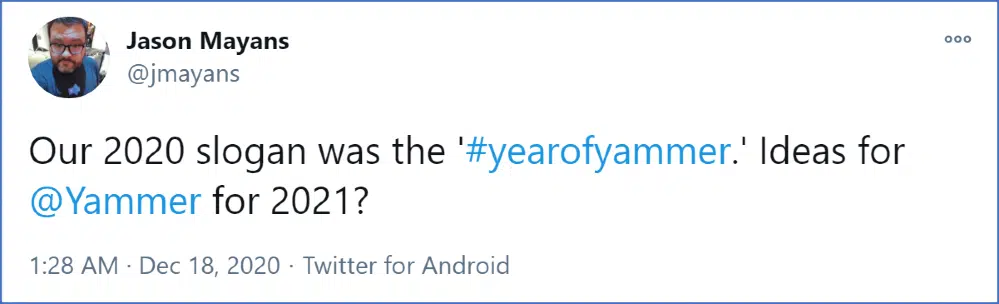 Jason Mayans
@jmayans
Our 2020 slogan was the '#yearofyammer.' Ideas for
@Yammer for 2021?
1:28 AM · Dec 18, 2020 · Twitter for Android